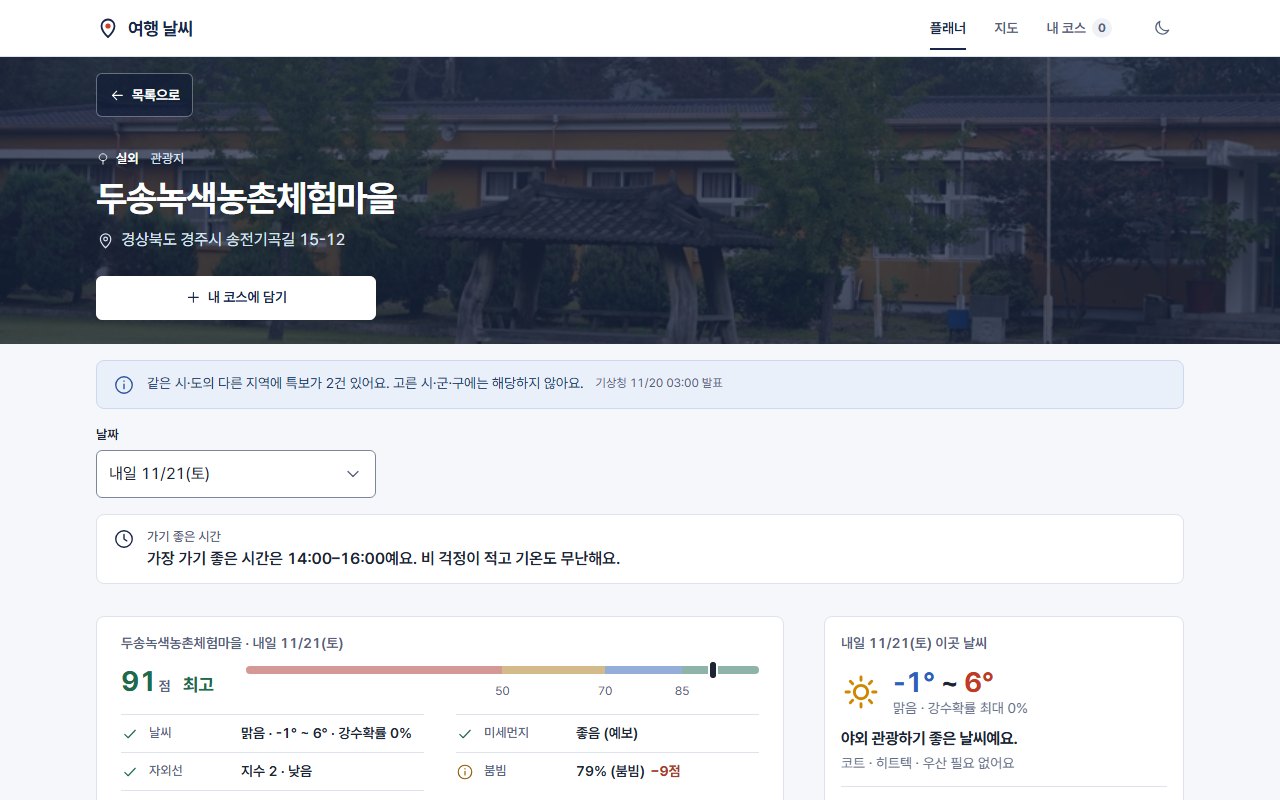 여행 날씨
플래너
지도
내 코스 0
목록으로
실외 관광지
두송녹색농촌체험마을
경상북도 경주시 송전기곡길 15-12
내 코스에 담기
같은 시·도의 다른 지역에 특보가 2건 있어요. 고른 시·군·구에는 해당하지 않아요. 기상청 11/20 03:00 발표
날짜
내일 11/21(토)
가기 좋은 시간
가장 가기 좋은 시간은 14:00–16:00예요. 비 걱정이 적고 기온도 무난해요.
두송녹색농촌체험마을 · 내일 11/21(토)
91점 최고
50 70 85
날씨 맑음 · -1° ~ 6° · 강수확률 0%
미세먼지 좋음 (예보)
자외선 지수 2 · 낮음
붐빔 79% (붐빔) −9점
내일 11/21(토) 이곳 날씨
-1° ~ 6°
맑음 · 강수확률 최대 0%
야외 관광하기 좋은 날씨예요.
코트 · 히트텍 · 우산 필요 없어요